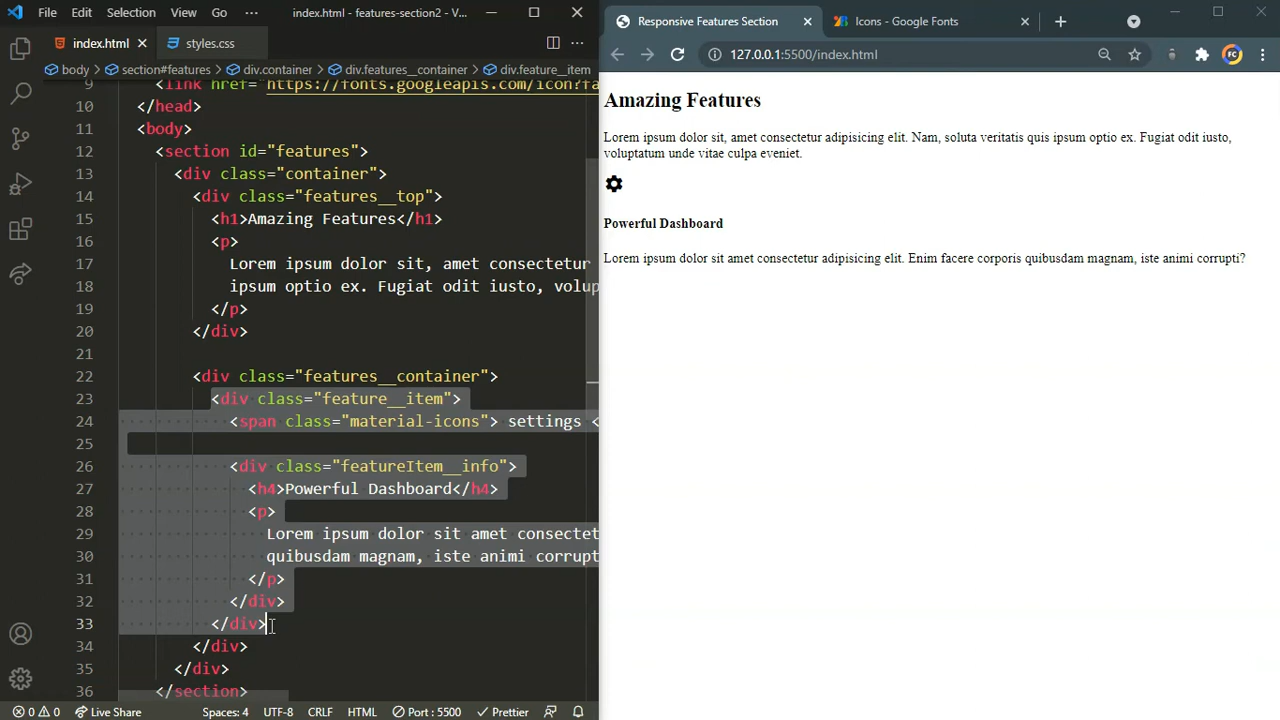 File Edit Selection View Go ··· index.html - features-section2 - V...
index.html
styles.css
body > section#features > div.container > div.features__container > div.feature__item
9 <link href="https://fonts.googleapis.com/icon?fa
10 </head>
11 <body>
12 <section id="features">
13 <div class="container">
14 <div class="features__top">
15 <h1>Amazing Features</h1>
16 <p>
17 Lorem ipsum dolor sit, amet consectetur
18 ipsum optio ex. Fugiat odit iusto, volup
19 </p>
20 </div>
21
22 <div class="features__container">
23 <div class="feature__item">
24 <span class="material-icons"> settings <
25
26 <div class="featureItem__info">
27 <h4>Powerful Dashboard</h4>
28 <p>
29 Lorem ipsum dolor sit amet consectet
30 quibusdam magnam, iste animi corrupt
31 </p>
32 </div>
33 </div>
34 </div>
35 </div>
36 </section>
0 0 Live Share Spaces: 4 UTF-8 CRLF HTML Port : 5500 Prettier
Responsive Features Section
Icons - Google Fonts
127.0.0.1:5500/index.html
FC
Amazing Features
Lorem ipsum dolor sit, amet consectetur adipisicing elit. Nam, soluta veritatis quis ipsum optio ex. Fugiat odit iusto,
voluptatum unde vitae culpa eveniet.
Powerful Dashboard
Lorem ipsum dolor sit amet consectetur adipisicing elit. Enim facere corporis quibusdam magnam, iste animi corrupti?